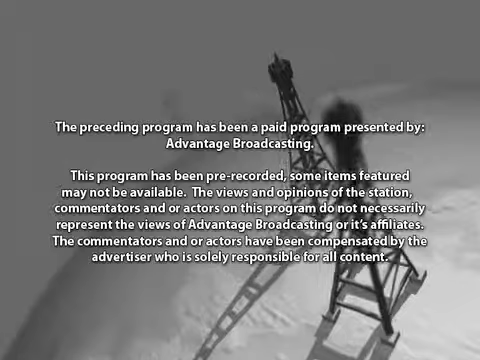 The preceding program has been a paid program presented by:
Advantage Broadcasting.
This program has been pre-recorded, some items featured
may not be available.  The views and opinions of the station,
commentators and or actors on this program do not necessarily
represent the views of Advantage Broadcasting or it's affiliates.
The commentators and or actors have been compensated by the
advertiser who is solely responsible for all content.